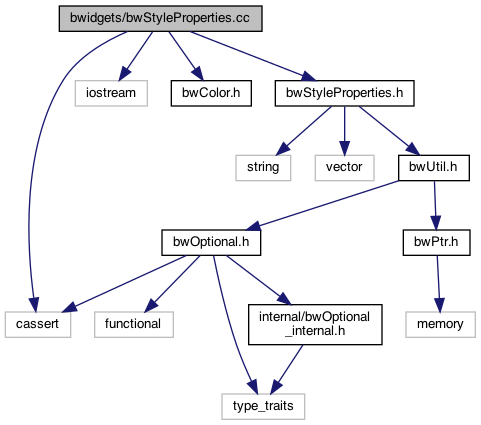 bwidgets/bwStyleProperties.cc
iostream
bwColor.h
bwStyleProperties.h
string
vector
bwUtil.h
bwOptional.h
bwPtr.h
cassert
functional
internal/bwOptional
_internal.h
memory
type_traits